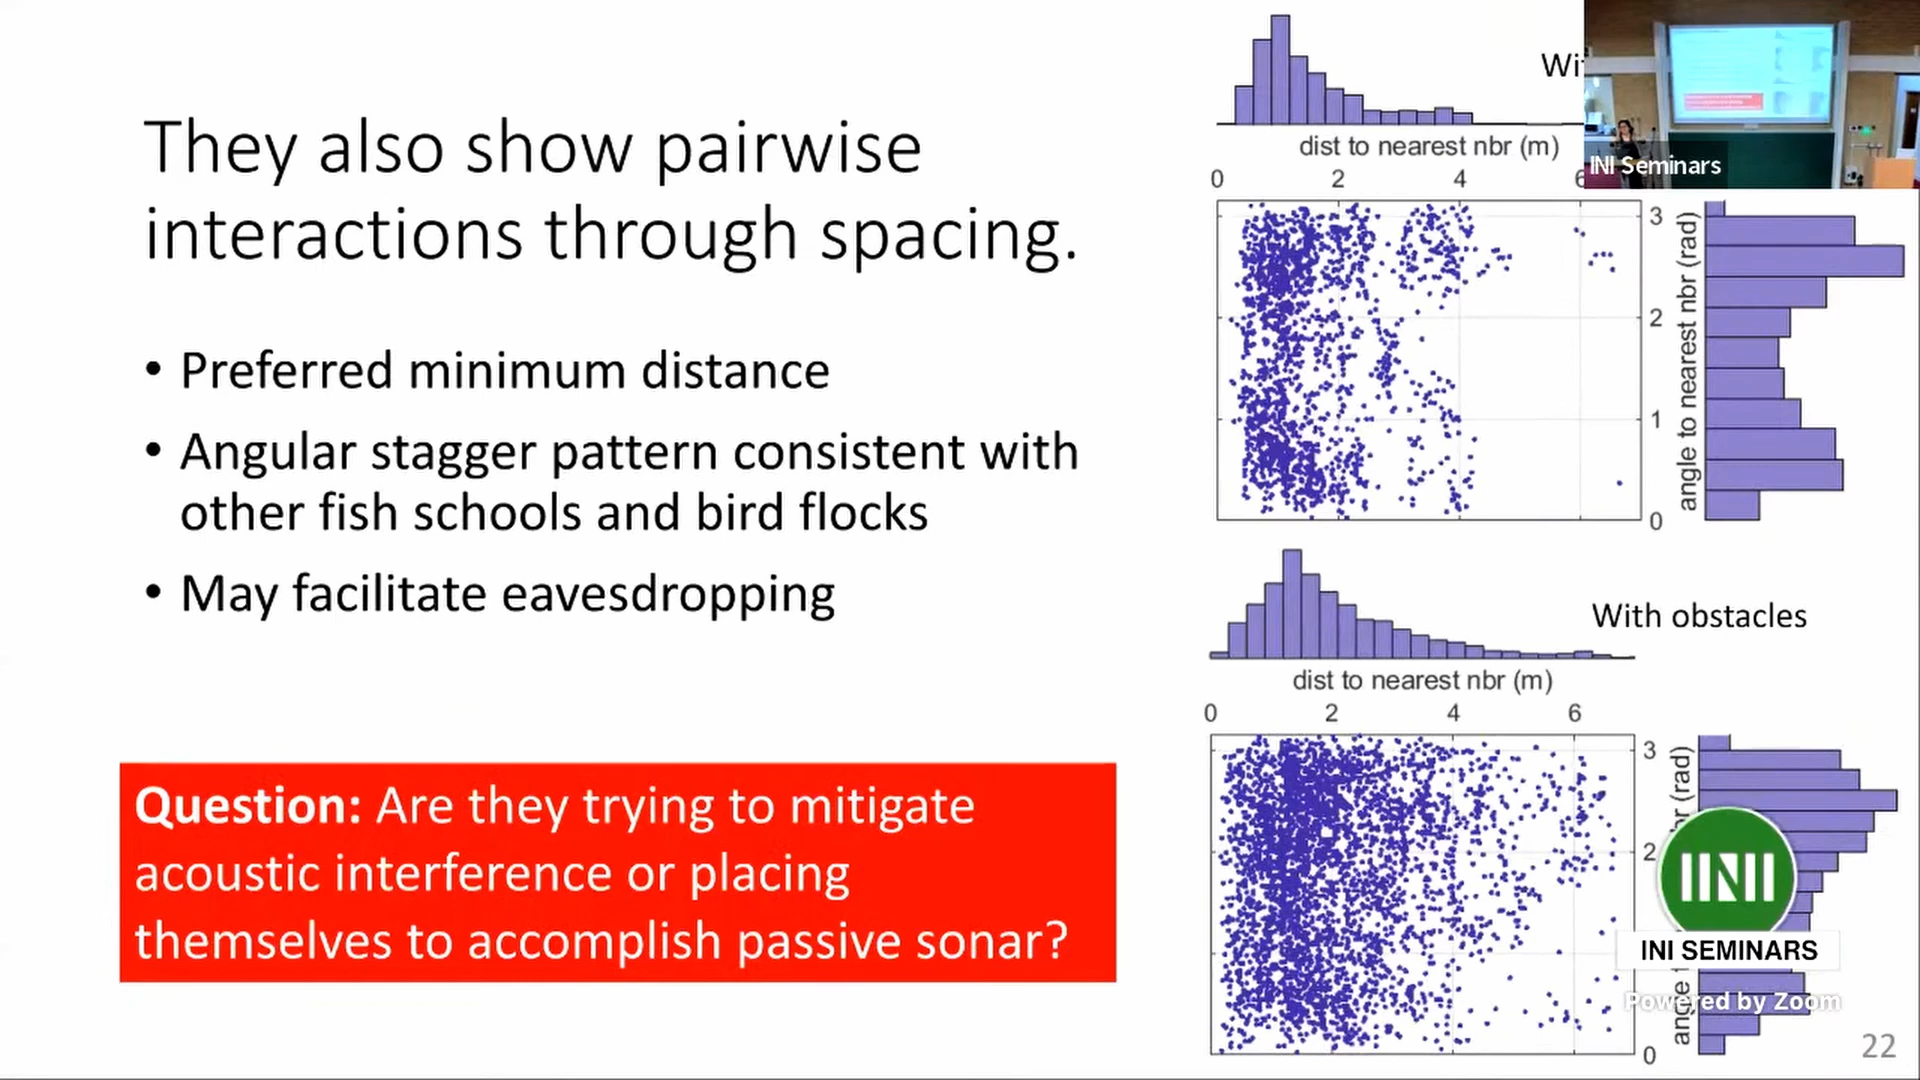 They also show pairwise
interactions through spacing.
• Preferred minimum distance
• Angular stagger pattern consistent with
other fish schools and bird flocks
• May facilitate eavesdropping
Question: Are they trying to mitigate
acoustic interference or placing
themselves to accomplish passive sonar?
dist to nearest nbr (m)
0 2 4 6
3
2
1
0
angle to nearest nbr (rad)
INI Seminars
With obstacles
dist to nearest nbr (m)
0 2 4 6
3
2
0
(rad)
INI
INI SEMINARS
Powered by Zoom
22